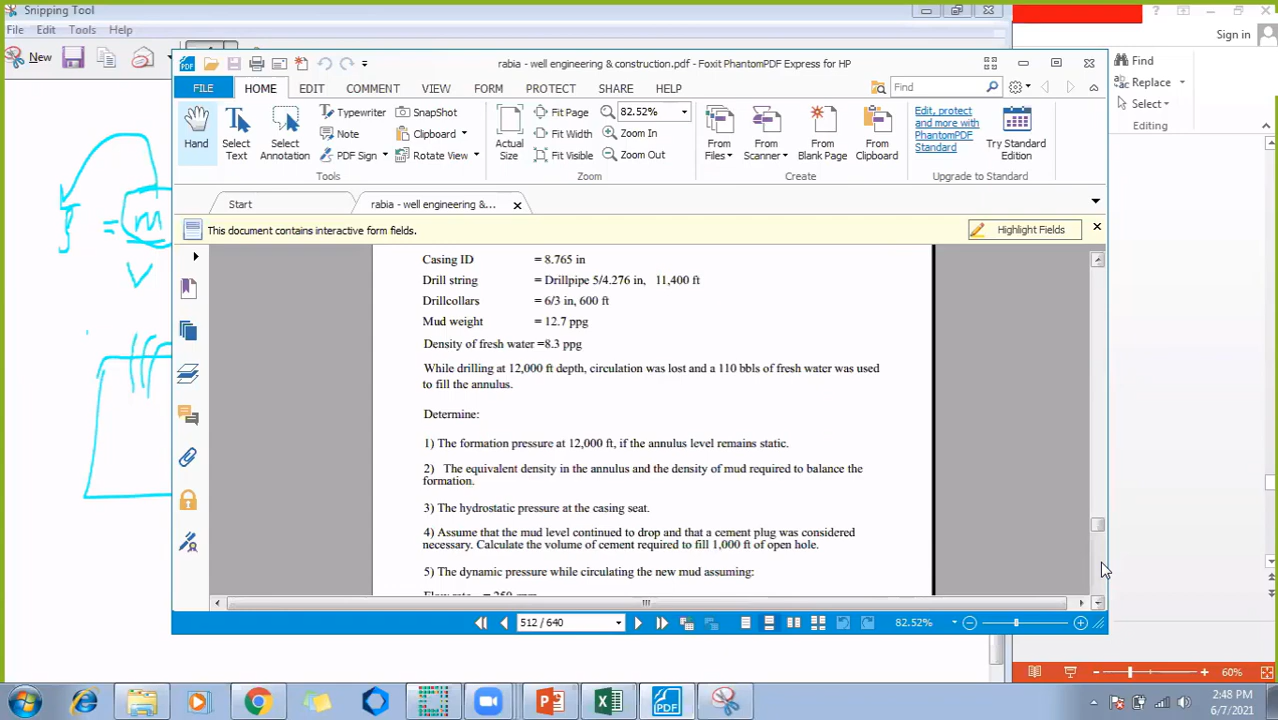 Snipping Tool
File Edit Tools Help
New
Sign in
Find
Replace
Select
Editing
rabia - well engineering & construction.pdf - Foxit PhantomPDF Express for HP
FILE HOME EDIT COMMENT VIEW FORM PROTECT SHARE HELP
Find
Hand
Select Text
Select Annotation
Typewriter
Note
PDF Sign
SnapShot
Clipboard
Rotate View
Tools
Actual Size
Fit Page
Fit Width
Fit Visible
82.52%
Zoom In
Zoom Out
Zoom
From Files
From Scanner
From Blank Page
From Clipboard
Create
Edit, protect and more with PhantomPDF Standard
Try Standard Edition
Upgrade to Standard
Start
rabia - well engineering &...
This document contains interactive form fields.
Highlight Fields
Casing ID = 8.765 in
Drill string = Drillpipe 5/4.276 in, 11,400 ft
Drillcollars = 6/3 in, 600 ft
Mud weight = 12.7 ppg
Density of fresh water =8.3 ppg
While drilling at 12,000 ft depth, circulation was lost and a 110 bbls of fresh water was used
to fill the annulus.
Determine:
1) The formation pressure at 12,000 ft, if the annulus level remains static.
2) The equivalent density in the annulus and the density of mud required to balance the
formation.
3) The hydrostatic pressure at the casing seat.
4) Assume that the mud level continued to drop and that a cement plug was considered
necessary. Calculate the volume of cement required to fill 1,000 ft of open hole.
5) The dynamic pressure while circulating the new mud assuming:
= m
V
512 / 640
82.52%
60%
2:48 PM
6/7/2021